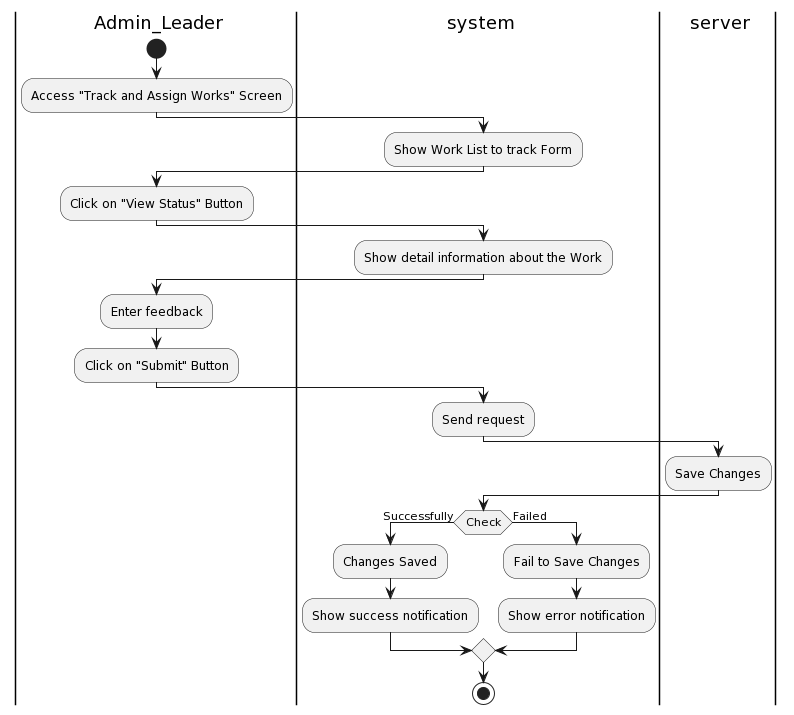 Admin_Leader
system
server
Access "Track and Assign Works" Screen
Show Work List to track Form
Click on "View Status" Button
Show detail information about the Work
Enter feedback
Click on "Submit" Button
Send request
Save Changes
Successfully
Check
Failed
Changes Saved
Fail to Save Changes
Show success notification
Show error notification